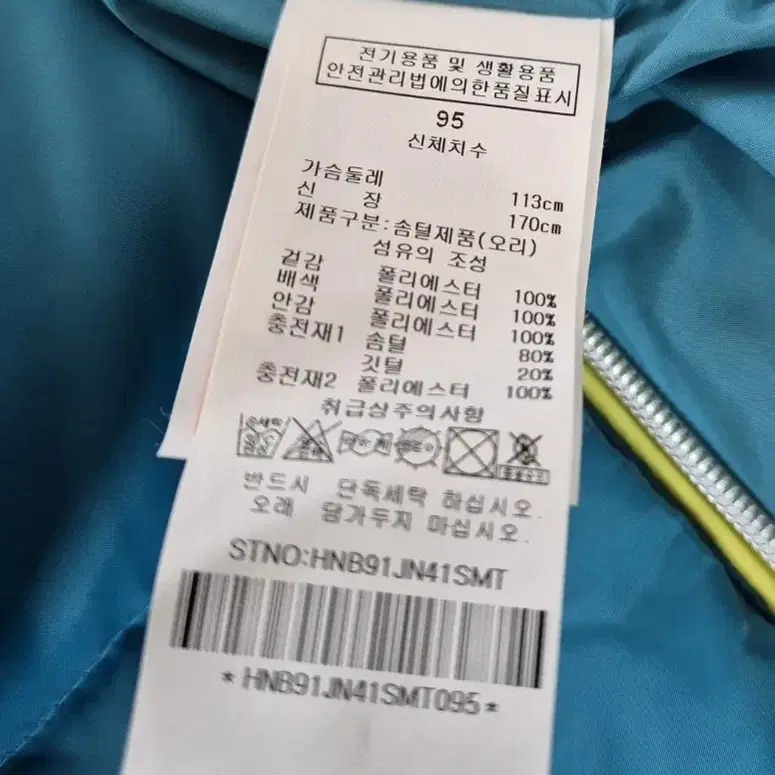 전기용품 및 생활용품
안전관리법에의한품질표시
95
신체치수
가슴둘레 113cm
신 장 170cm
제품구분:솜털제품(오리)
섬유의 조성
겉감 폴리에스터 100%
배색 폴리에스터 100%
안감 폴리에스터 100%
충전재1 솜털 80%
깃털 20%
충전재2 폴리에스터 100%
취급상주의사항
손세탁
반드시 단독세탁 하십시오.
오래 담가두지 마십시오.
STNO:HNB91JN41SMT
*HNB91JN41SMT095*